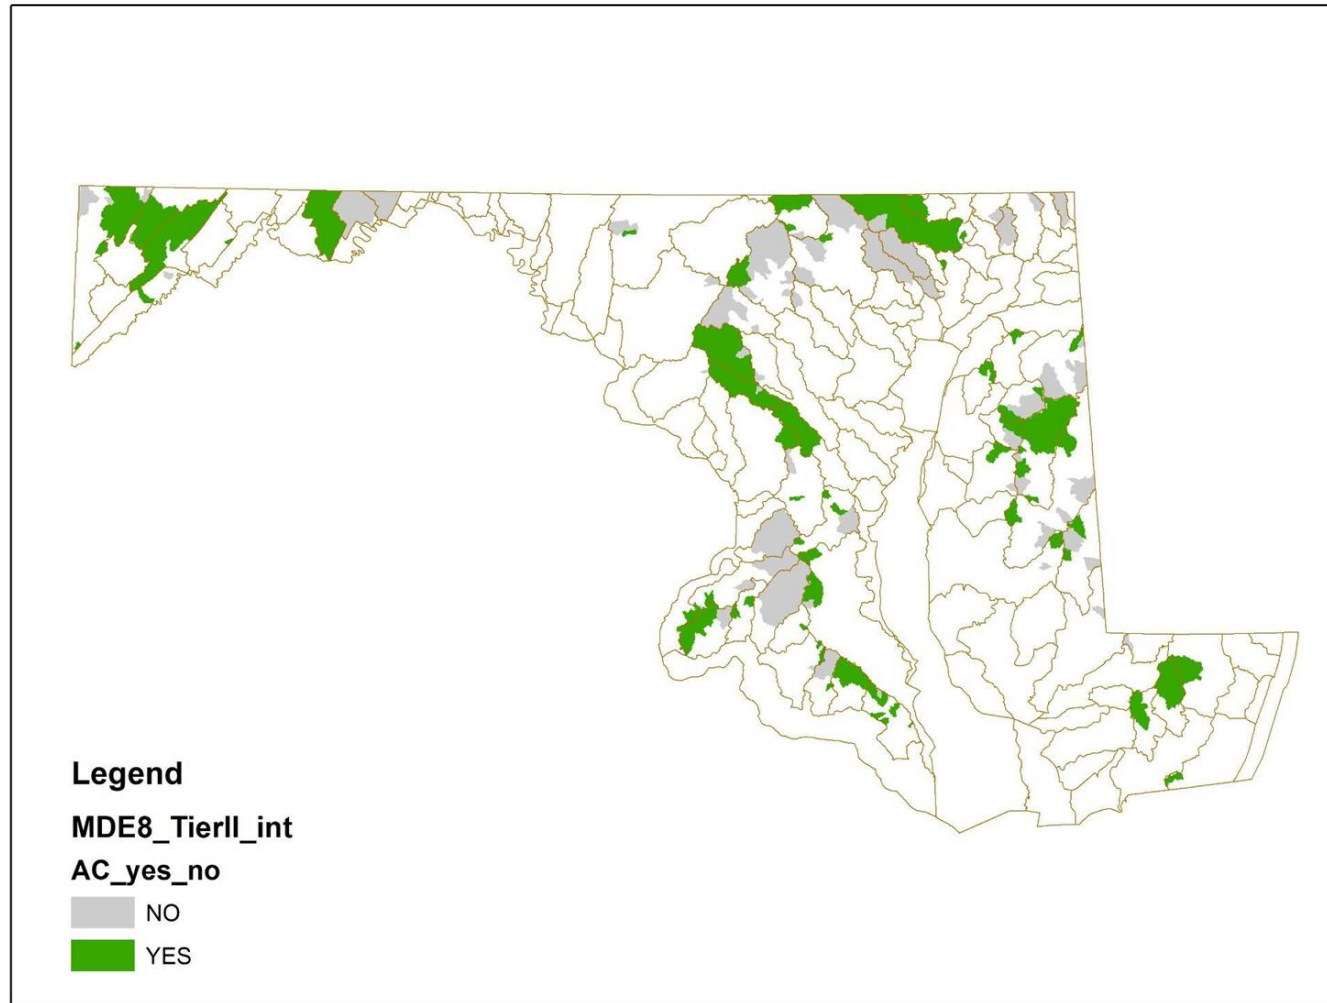 Legend
MDE8_TierII_int
AC_yes_no
NO
YES